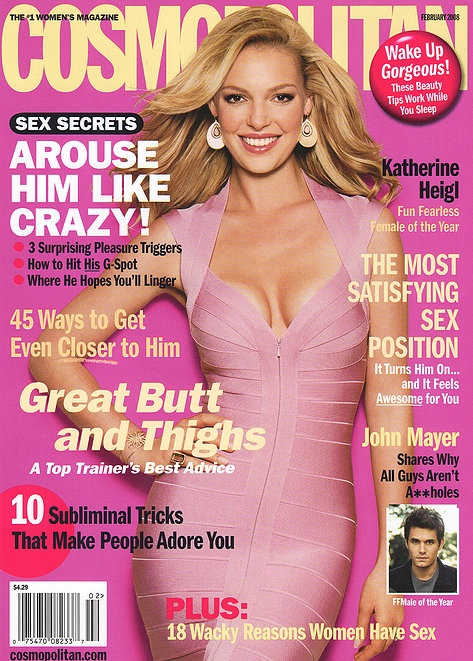 THE #1 WOMEN'S MAGAZINE
FEBRUARY 2008
COSMOPOLITAN
Wake Up
Gorgeous!
These Beauty
Tips Work While
You Sleep
SEX SECRETS
AROUSE
HIM LIKE
CRAZY!
3 Surprising Pleasure Triggers
How to Hit His G-Spot
Where He Hopes You'll Linger
Katherine
Heigl
Fun Fearless
Female of the Year
THE MOST
SATISFYING
SEX
POSITION
It Turns Him On...
and It Feels
Awesome for You
45 Ways to Get
Even Closer to Him
Great Butt
and Thighs
A Top Trainer's Best Advice
John Mayer
Shares Why
All Guys Aren't
A**holes
FFMale of the Year
10 Subliminal Tricks
That Make People Adore You
PLUS:
18 Wacky Reasons Women Have Sex
$4.29
02>
0 75470 08233 7
cosmopolitan.com